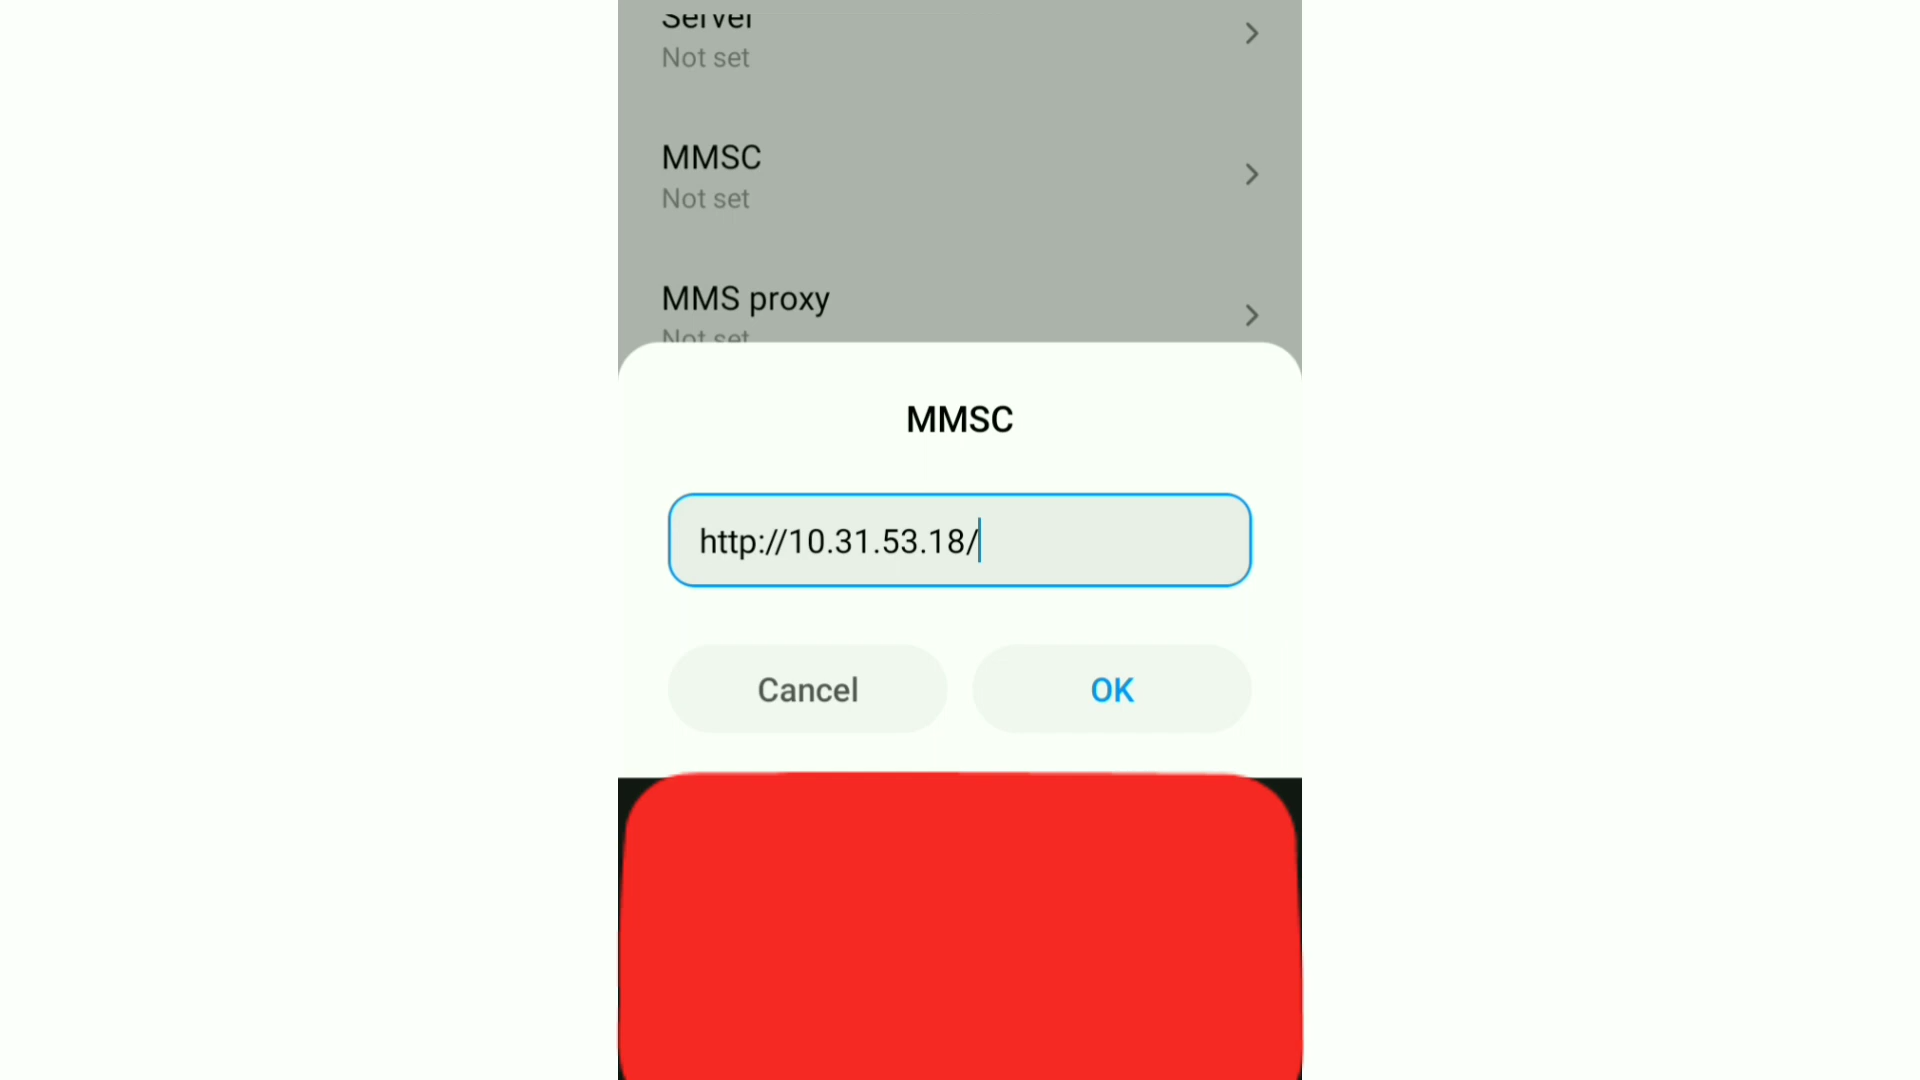 Server
Not set
MMSC
Not set
MMS proxy
Not set
MMSC
http://10.31.53.18/
Cancel
OK